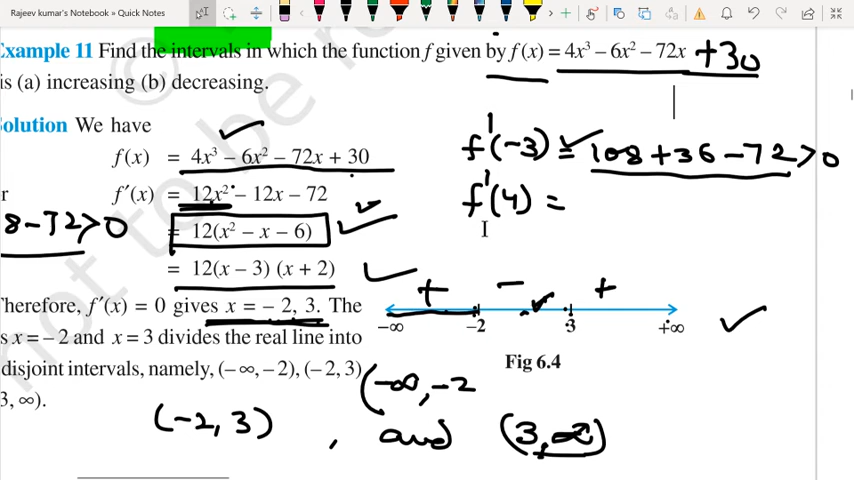 Rajeev kumar's Notebook » Quick Notes
Example 11 Find the intervals in which the function f given by f(x) = 4x³ – 6x² – 72x + 30
is (a) increasing (b) decreasing.
Solution We have
f(x) = 4x³ – 6x² – 72x + 30
f′(x) = 12x² – 12x – 72
= 12(x² – x – 6)
= 12(x – 3) (x + 2)
f'(-3) = 108 + 36 - 72 > 0
f'(4) =
8 - 72 > 0
Therefore, f′(x) = 0 gives x = – 2, 3. The
s x = – 2 and x = 3 divides the real line into
disjoint intervals, namely, (– ∞, – 2), (– 2, 3)
3, ∞).
+ - +
–∞ –2 3 +∞
Fig 6.4
(-∞, -2
(-2, 3) , and (3, ∞)